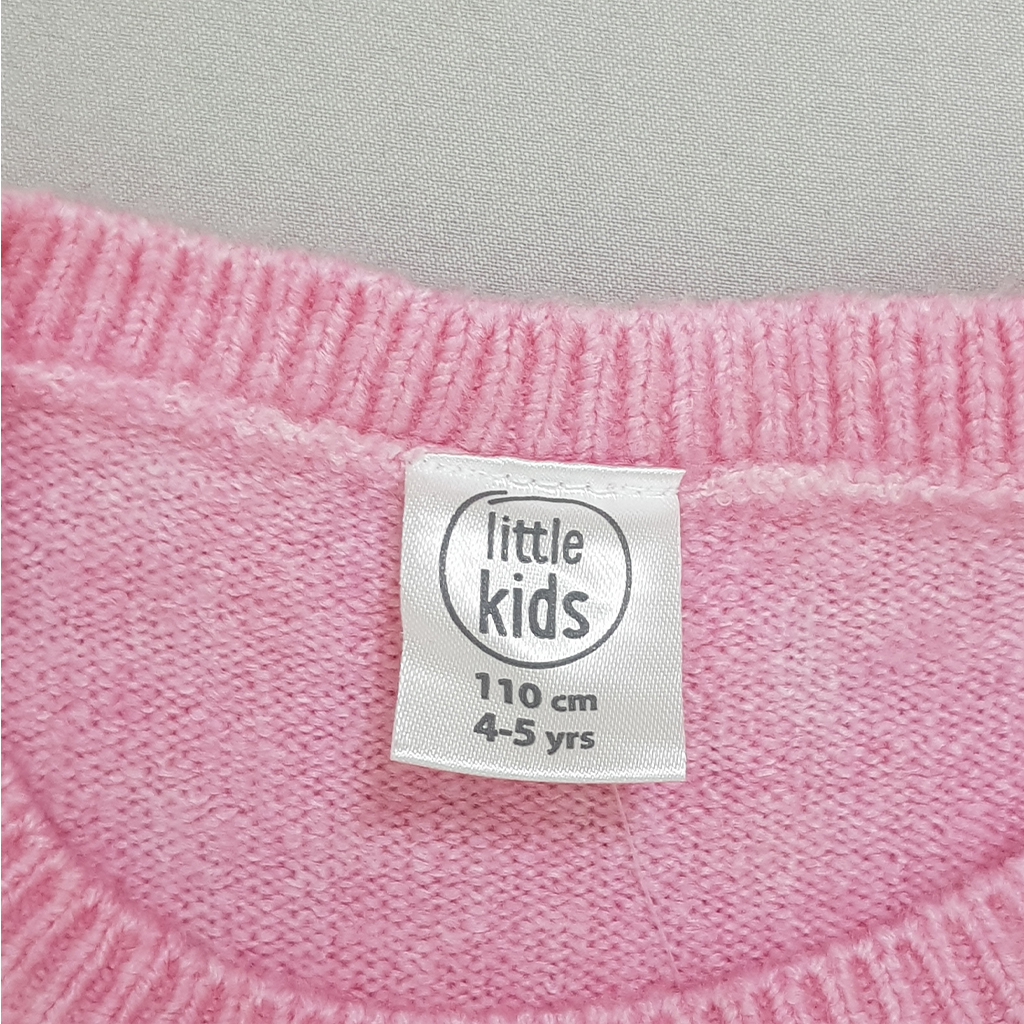 little
kids
110 cm
4-5 yrs